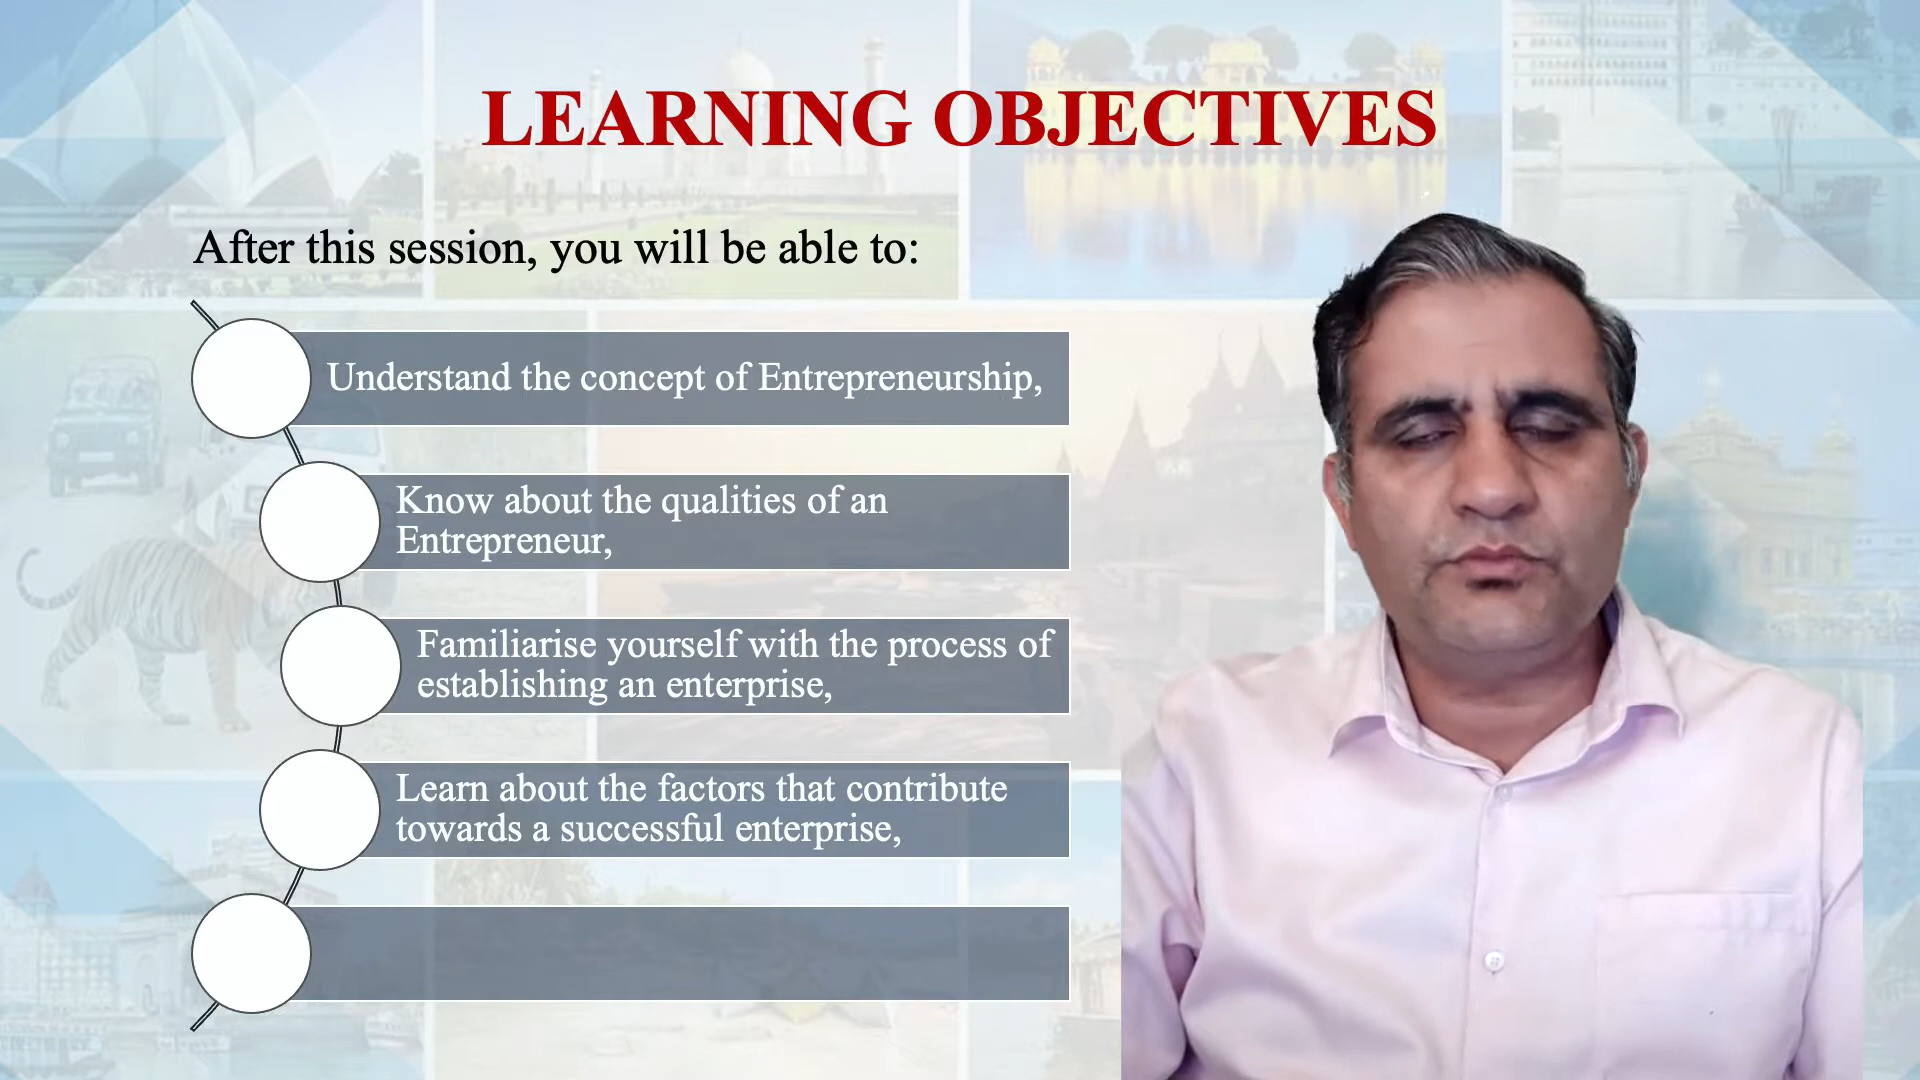 LEARNING OBJECTIVES
After this session, you will be able to:
Understand the concept of Entrepreneurship,
Know about the qualities of an
Entrepreneur,
Familiarise yourself with the process of
establishing an enterprise,
Learn about the factors that contribute
towards a successful enterprise,